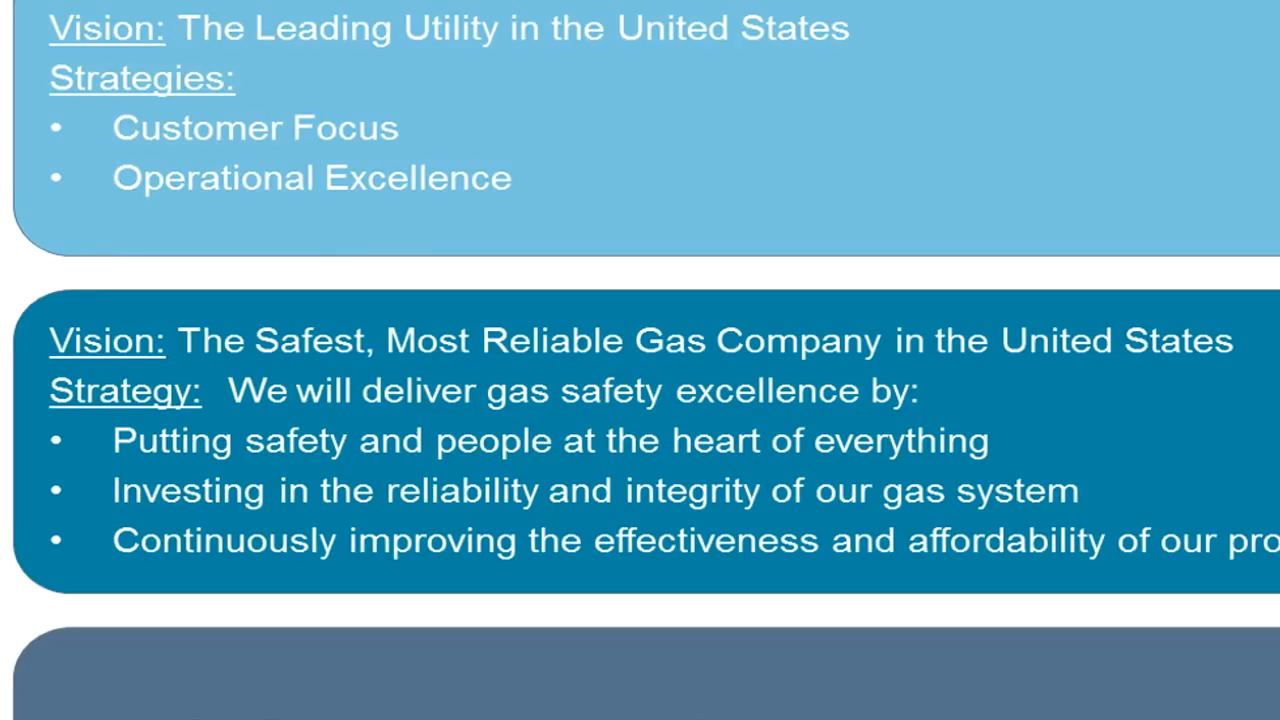 Vision: The Leading Utility in the United States
Strategies:
• Customer Focus
• Operational Excellence
Vision: The Safest, Most Reliable Gas Company in the United States
Strategy: We will deliver gas safety excellence by:
• Putting safety and people at the heart of everything
• Investing in the reliability and integrity of our gas system
• Continuously improving the effectiveness and affordability of our